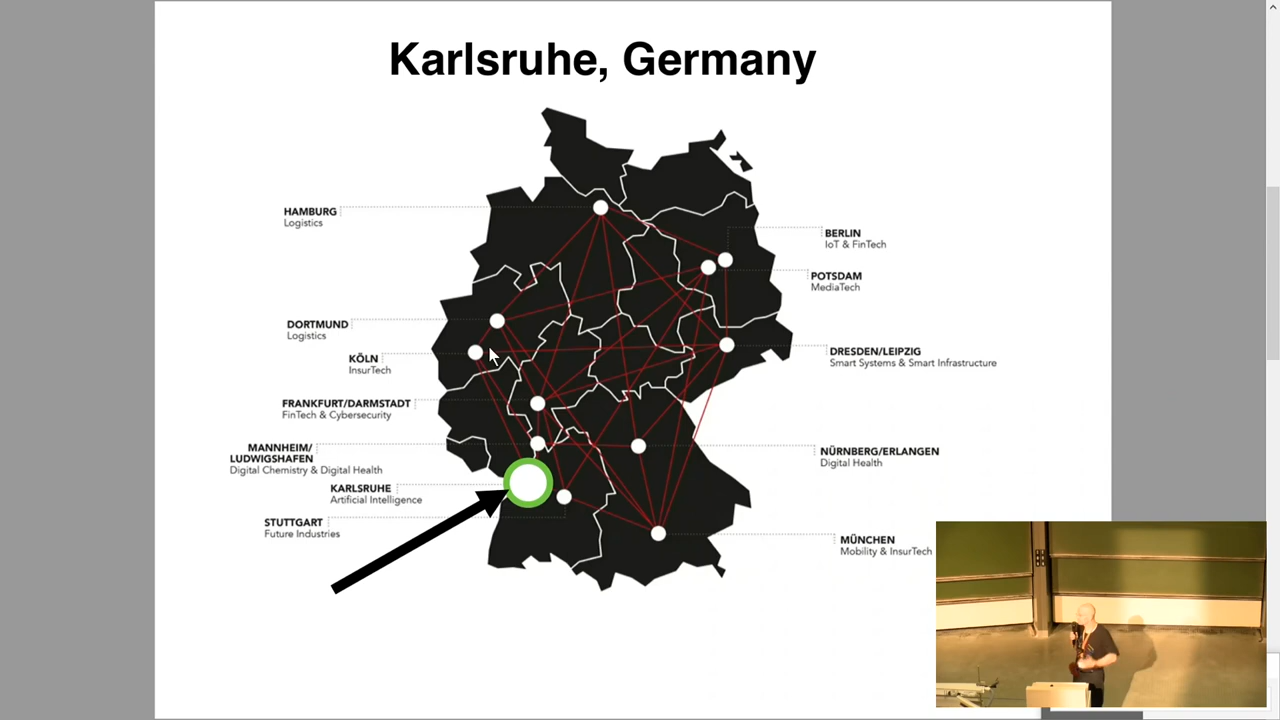 Karlsruhe, Germany
HAMBURG
Logistics
BERLIN
IoT & FinTech
POTSDAM
MediaTech
DORTMUND
Logistics
KÖLN
InsurTech
DRESDEN/LEIPZIG
Smart Systems & Smart Infrastructure
FRANKFURT/DARMSTADT
FinTech & Cybersecurity
MANNHEIM/
LUDWIGSHAFEN
Digital Chemistry & Digital Health
NÜRNBERG/ERLANGEN
Digital Health
KARLSRUHE
Artificial Intelligence
STUTTGART
Future Industries
MÜNCHEN
Mobility & InsurTech